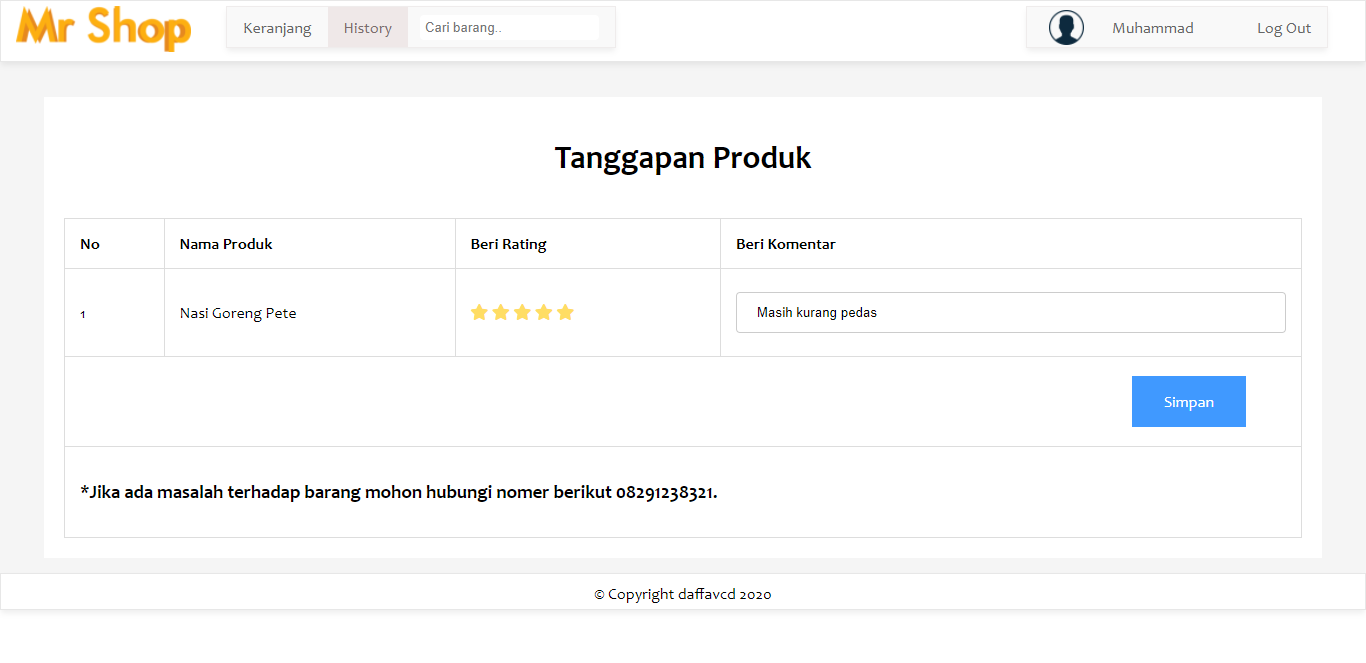 Mr Shop Keranjang History Cari barang.. Muhammad Log Out
Tanggapan Produk
No Nama Produk Beri Rating Beri Komentar
1 Nasi Goreng Pete Masih kurang pedas
Simpan
*Jika ada masalah terhadap barang mohon hubungi nomer berikut 08291238321.
© Copyright daffavcd 2020